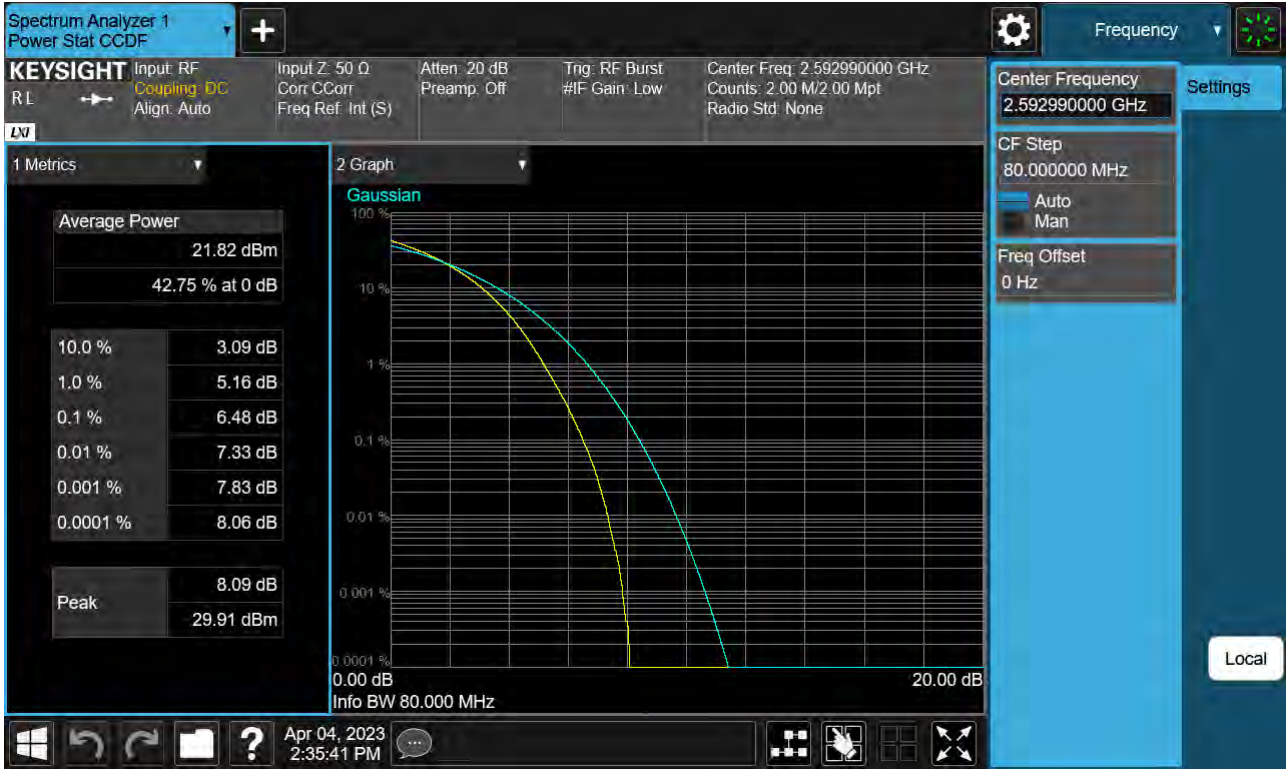 Spectrum Analyzer 1
Power Stat CCDF
Frequency
KEYSIGHT
R L
LXI
Input: RF
Coupling: DC
Align: Auto
Input Z: 50 Ω
Corr CCorr
Freq Ref: Int (S)
Atten: 20 dB
Preamp: Off
Trig: RF Burst
#IF Gain: Low
Center Freq: 2.592990000 GHz
Counts: 2.00 M/2.00 Mpt
Radio Std: None
Center Frequency
2.592990000 GHz
CF Step
80.000000 MHz
Auto
Man
Freq Offset
0 Hz
Settings
Local
1 Metrics
Average Power
21.82 dBm
42.75 % at 0 dB
10.0 % 3.09 dB
1.0 % 5.16 dB
0.1 % 6.48 dB
0.01 % 7.33 dB
0.001 % 7.83 dB
0.0001 % 8.06 dB
Peak
8.09 dB
29.91 dBm
2 Graph
Gaussian
100 %
10 %
1 %
0.1 %
0.01 %
0.001 %
0.0001 %
0.00 dB 20.00 dB
Info BW 80.000 MHz
?
Apr 04, 2023
2:35:41 PM